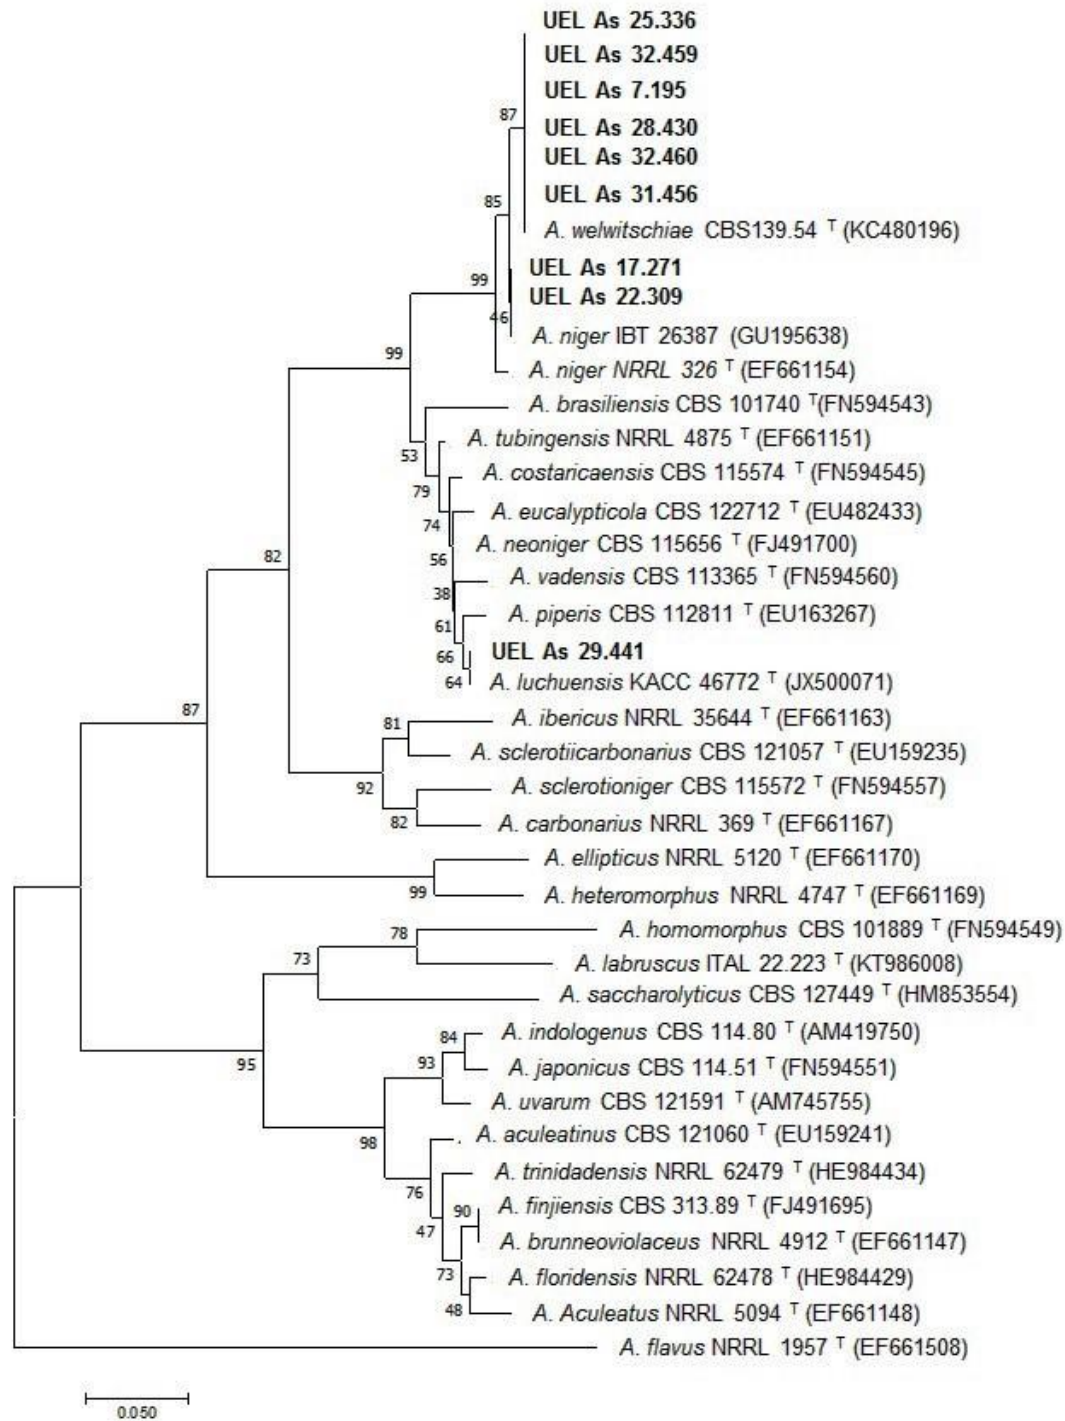 UEL As 25.336
UEL As 32.459
UEL As 7.195
87
UEL As 28.430
UEL As 32.460
UEL As 31.456
85
A. welwitschiae CBS139.54 T (KC480196)
UEL As 17.271
99
UEL As 22.309
46
A. niger IBT 26387 (GU195638)
99
A. niger NRRL 326 T (EF661154)
A. brasiliensis CBS 101740 T(FN594543)
A. tubingensis NRRL 4875 T (EF661151)
53
A. costaricaensis CBS 115574 T (FN594545)
79
A. eucalypticola CBS 122712 T (EU482433)
74
A. neoniger CBS 115656 T (FJ491700)
82
56
A. vadensis CBS 113365 T (FN594560)
38
A. piperis CBS 112811 T (EU163267)
61
UEL As 29.441
66
A. luchuensis KACC 46772 T (JX500071)
64
87
A. ibericus NRRL 35644 T (EF661163)
81
A. sclerotiicarbonarius CBS 121057 T (EU159235)
A. sclerotioniger CBS 115572 T (FN594557)
92
A. carbonarius NRRL 369 T (EF661167)
82
A. ellipticus NRRL 5120 T (EF661170)
99
A. heteromorphus NRRL 4747 T (EF661169)
A. homomorphus CBS 101889 T (FN594549)
78
73
A. labruscus ITAL 22.223 T (KT986008)
A. saccharolyticus CBS 127449 T (HM853554)
A. indologenus CBS 114.80 T (AM419750)
84
95
93
A. japonicus CBS 114.51 T (FN594551)
A. uvarum CBS 121591 T (AM745755)
98
A. aculeatinus CBS 121060 T (EU159241)
A. trinidadensis NRRL 62479 T (HE984434)
76
A. finjiensis CBS 313.89 T (FJ491695)
90
47
A. brunneoviolaceus NRRL 4912 T (EF661147)
73
A. floridensis NRRL 62478 T (HE984429)
48
A. Aculeatus NRRL 5094 T (EF661148)
A. flavus NRRL 1957 T (EF661508)
0.050